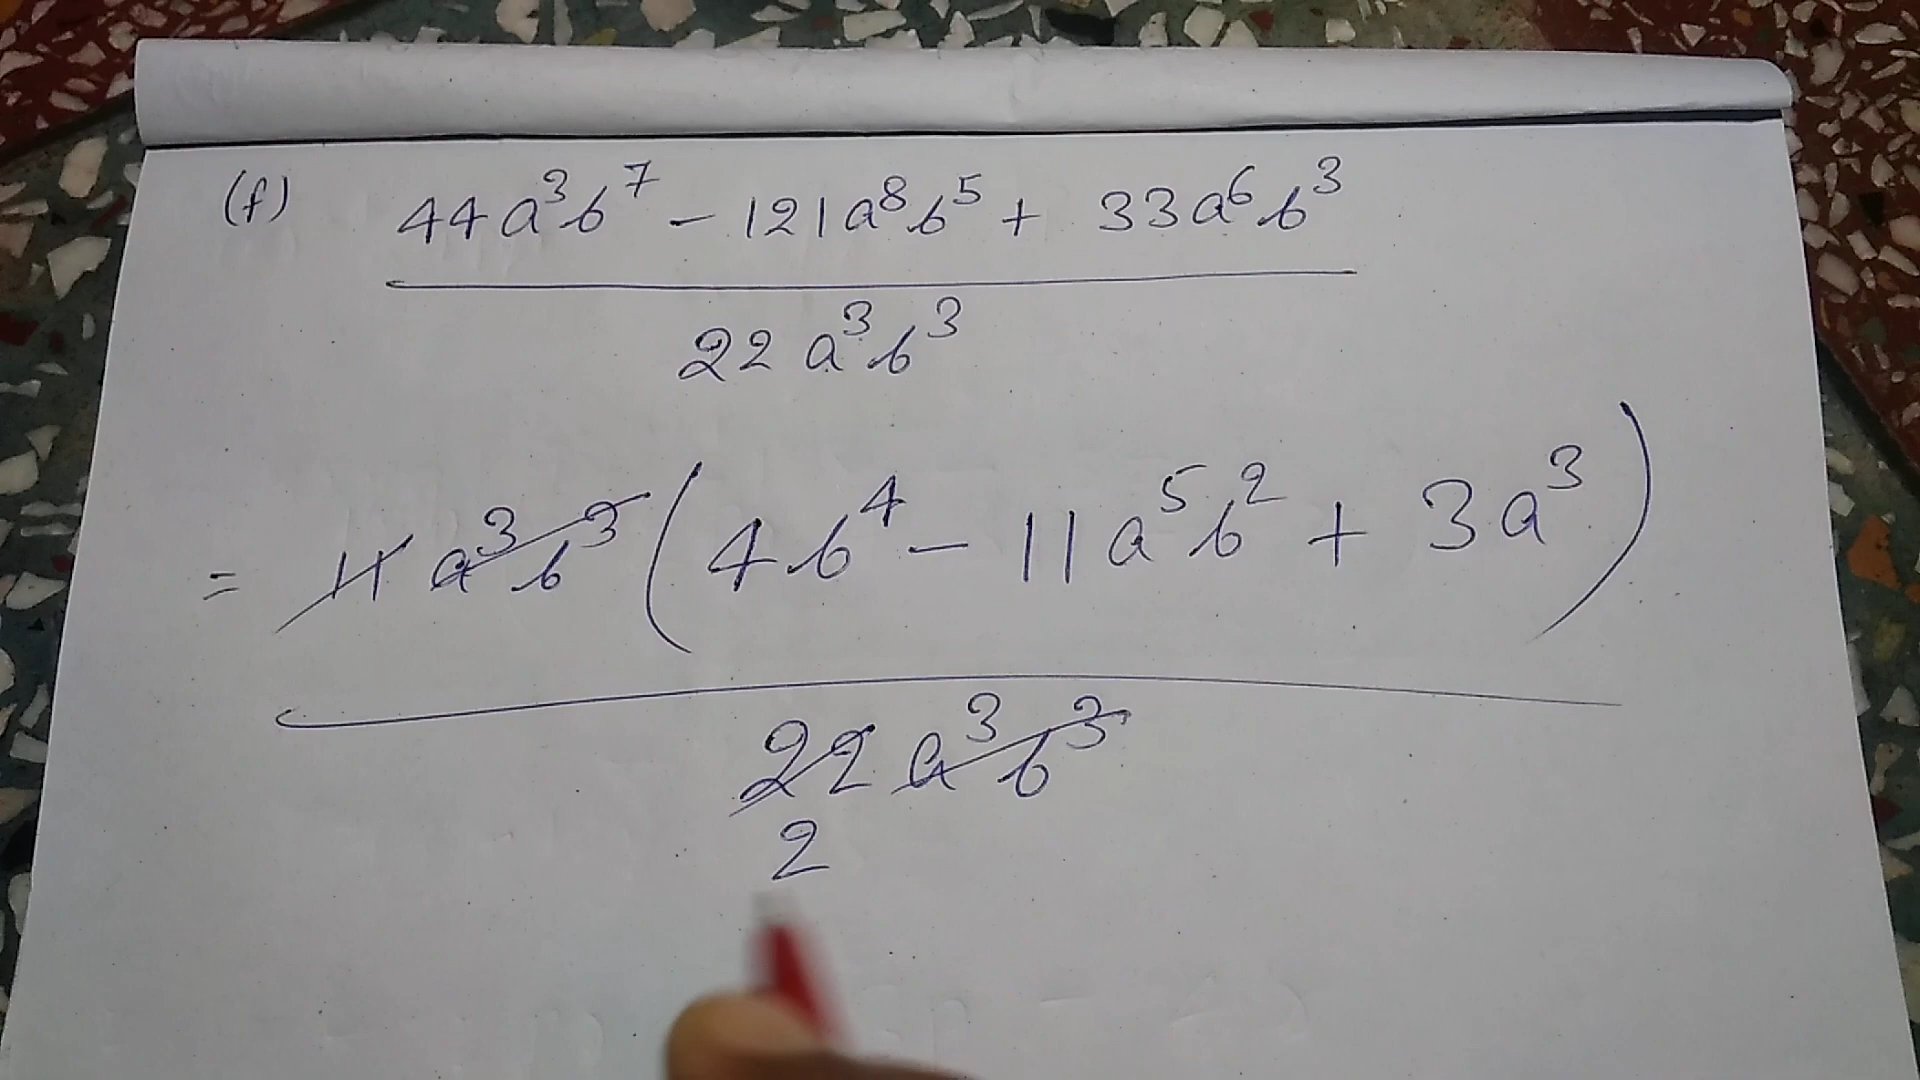 (f) 44a³b⁷ - 121a⁸b⁵ + 33a⁶b³
22a³b³
= 11a³b³(4b⁴ - 11a⁵b² + 3a³)
22a³b³
2